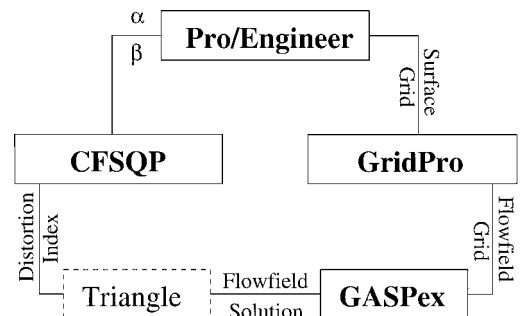 α
β
Pro/Engineer
Surface
Grid
CFSQP
GridPro
Distortion
Index
Flowfield
Grid
Triangle
Flowfield
Solution
GASPex